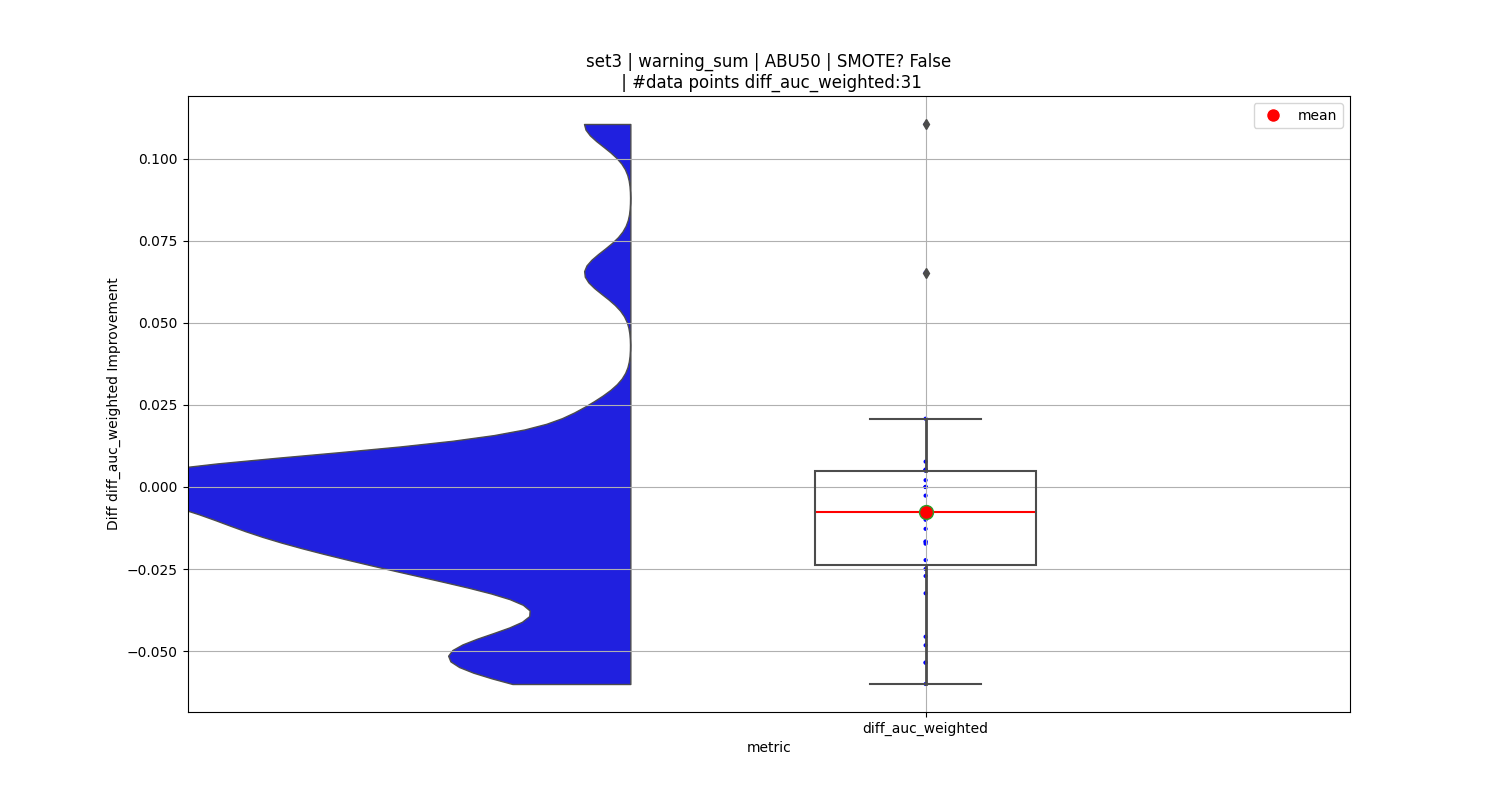 set3 | warning_sum | ABU50 | SMOTE? False
| #data points diff_auc_weighted:31
mean
0.100
0.075
0.050
0.025
0.000
−0.025
−0.050
Diff diff_auc_weighted Improvement
diff_auc_weighted
metric